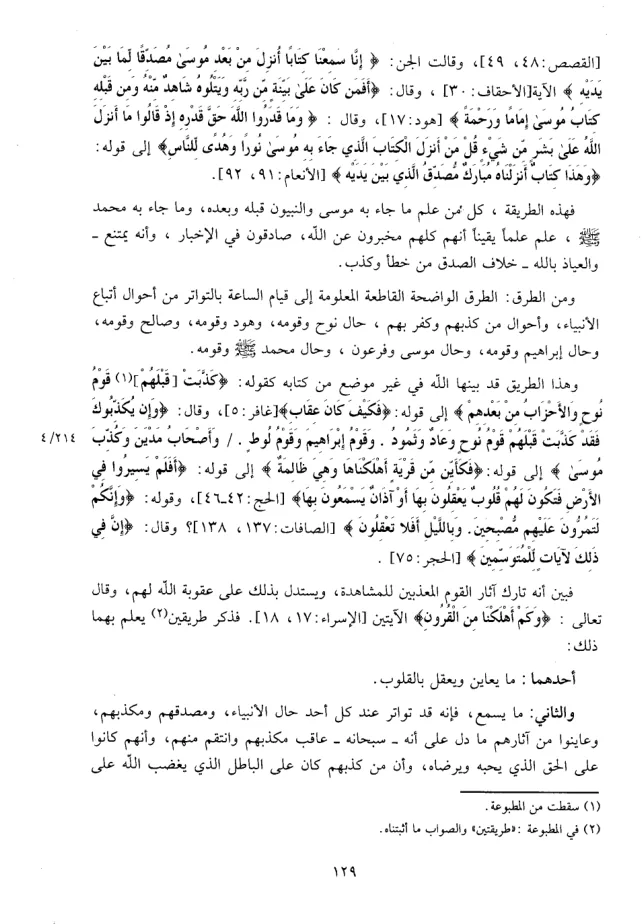 [القصص:٤٨، ٤٩]، وقالت الجن: ﴿ إِنَّا سَمِعْنَا كِتَابًا أُنزِلَ مِنْ بَعْدِ مُوسَىٰ مُصَدِّقًا لِّمَا بَيْنَ
يَدَيْهِ ﴾ الآية[الأحقاف:٣٠] ، وقال: ﴿أَفَمَن كَانَ عَلَىٰ بَيِّنَةٍ مِّن رَّبِّهِ وَيَتْلُوهُ شَاهِدٌ مِّنْهُ وَمِن قَبْلِهِ
كِتَابُ مُوسَىٰ إِمَامًا وَرَحْمَةً ﴾ [هود:١٧]، وقال : ﴿ وَمَا قَدَرُوا اللَّهَ حَقَّ قَدْرِهِ إِذْ قَالُوا مَا أَنزَلَ
اللَّهُ عَلَىٰ بَشَرٍ مِّن شَيْءٍ قُلْ مَنْ أَنزَلَ الْكِتَابَ الَّذِي جَاءَ بِهِ مُوسَىٰ نُورًا وَهُدًى لِّلنَّاسِ﴾ إلى قوله:
﴿وَهَذَا كِتَابٌ أَنزَلْنَاهُ مُبَارَكٌ مُّصَدِّقُ الَّذِي بَيْنَ يَدَيْهِ ﴾ [الأنعام:٩١، ٩٢].
فهذه الطريقة ، كل من علم ما جاء به موسى والنبيون قبله وبعده، وما جاء به محمد
ﷺ ، علم علماً يقيناً أنهم كلهم مخبرون عن الله، صادقون في الإخبار ، وأنه يمتنع ــ
والعياذ بالله ــ خلاف الصدق من خطأ وكذب.
ومن الطرق: الطرق الواضحة القاطعة المعلومة إلى قيام الساعة بالتواتر من أحوال أتباع
الأنبياء، وأحوال من كذبهم وكفر بهم ، حال نوح وقومه، وهود وقومه، وصالح وقومه،
وحال إبراهيم وقومه، وحال موسى وفرعون ، وحال محمد ﷺ وقومه.
وهذا الطريق قد بينها الله في غير موضع من كتابه كقوله: ﴿كَذَّبَتْ [قَبْلَهُمْ](١) قَوْمُ
نُوحٍ وَالأَحْزَابُ مِنْ بَعْدِهِمْ ﴾ إلى قوله: ﴿فَكَيْفَ كَانَ عِقَابِ﴾[غافر:٥]، وقال: ﴿وَإِن يُكَذِّبُوكَ
فَقَدْ كَذَّبَتْ قَبْلَهُمْ قَوْمُ نُوحٍ وَعَادٌ وَثَمُودُ . وَقَوْمُ إِبْرَاهِيمَ وَقَوْمُ لُوطٍ . / وَأَصْحَابُ مَدْيَنَ وَكُذِّبَ
٤/٢١٤
مُوسَىٰ ﴾ إلى قوله: ﴿فَكَأَيِّن مِّن قَرْيَةٍ أَهْلَكْنَاهَا وَهِيَ ظَالِمَةٌ ﴾ إلى قوله: ﴿أَفَلَمْ يَسِيرُوا فِي
الأَرْضِ فَتَكُونَ لَهُمْ قُلُوبٌ يَعْقِلُونَ بِهَا أَوْ آذَانٌ يَسْمَعُونَ بِهَا﴾ [الحج:٤٢ـ٤٦]، وقوله: ﴿وَإِنَّكُمْ
لَتَمُرُّونَ عَلَيْهِم مُّصْبِحِينَ. وَبِاللَّيْلِ أَفَلا تَعْقِلُونَ ﴾ [الصافات:١٣٧، ١٣٨]؟ وقال: ﴿إِنَّ فِي
ذَلِكَ لآيَاتٍ لِّلْمُتَوَسِّمِينَ ﴾ [الحجر:٧٥] .
فبين أنه تارك آثار القوم المعذبين للمشاهدة، ويستدل بذلك على عقوبة الله لهم، وقال
تعالى : ﴿وَكَمْ أَهْلَكْنَا مِنَ الْقُرُونِ﴾ الآيتين [الإسراء:١٧، ١٨]. فذكر طريقين(٢) يعلم بهما
ذلك:
أحدهما: ما يعاين ويعقل بالقلوب.
والثاني: ما يسمع، فإنه قد تواتر عند كل أحد حال الأنبياء، ومصدقهم ومكذبهم،
وعاينوا من آثارهم ما دل على أنه ــ سبحانه ــ عاقب مكذبهم وانتقم منهم، وأنهم كانوا
على الحق الذي يحبه ويرضاه، وأن من كذبهم كان على الباطل الذي يغضب الله على
(١) سقطت من المطبوعة.
(٢) في المطبوعة :«طريقتين» والصواب ما أثبتناه.
١٢٩